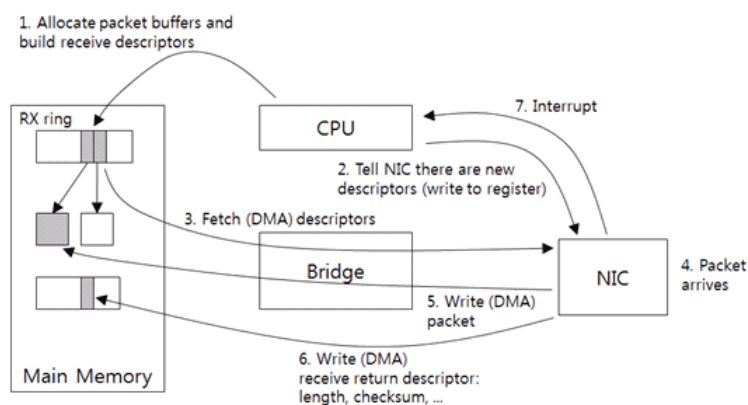 1. Allocate packet buffers and
build receive descriptors
RX ring
CPU
7. Interrupt
2. Tell NIC there are new
descriptors (write to register)
3. Fetch (DMA) descriptors
Bridge
NIC
4. Packet
arrives
5. Write (DMA)
packet
6. Write (DMA)
receive return descriptor:
length, checksum, ...
Main Memory